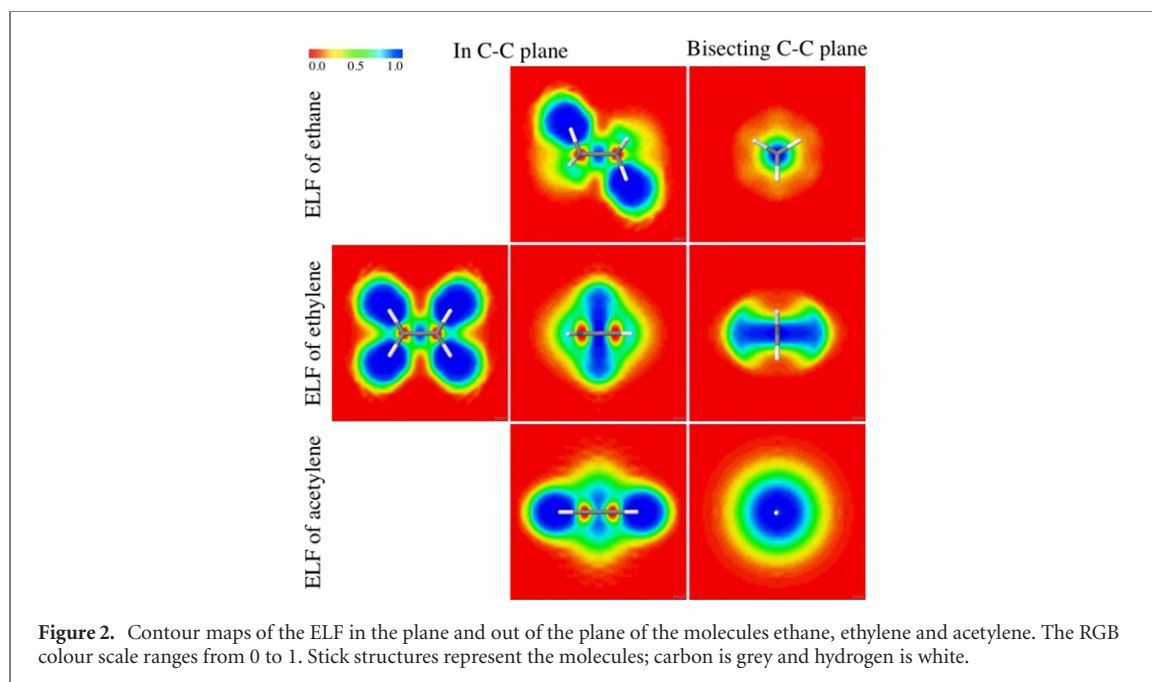 In C-C plane
Bisecting C-C plane
0.0 0.5 1.0
ELF of ethane
ELF of ethylene
ELF of acetylene
Figure 2. Contour maps of the ELF in the plane and out of the plane of the molecules ethane, ethylene and acetylene. The RGB
colour scale ranges from 0 to 1. Stick structures represent the molecules; carbon is grey and hydrogen is white.